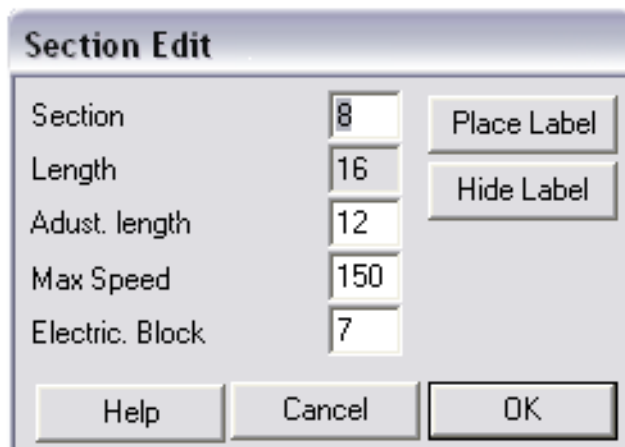 Section Edit
Section 8 Place Label
Length 16 Hide Label
Adust. length 12
Max Speed 150
Electric. Block 7
Help Cancel OK